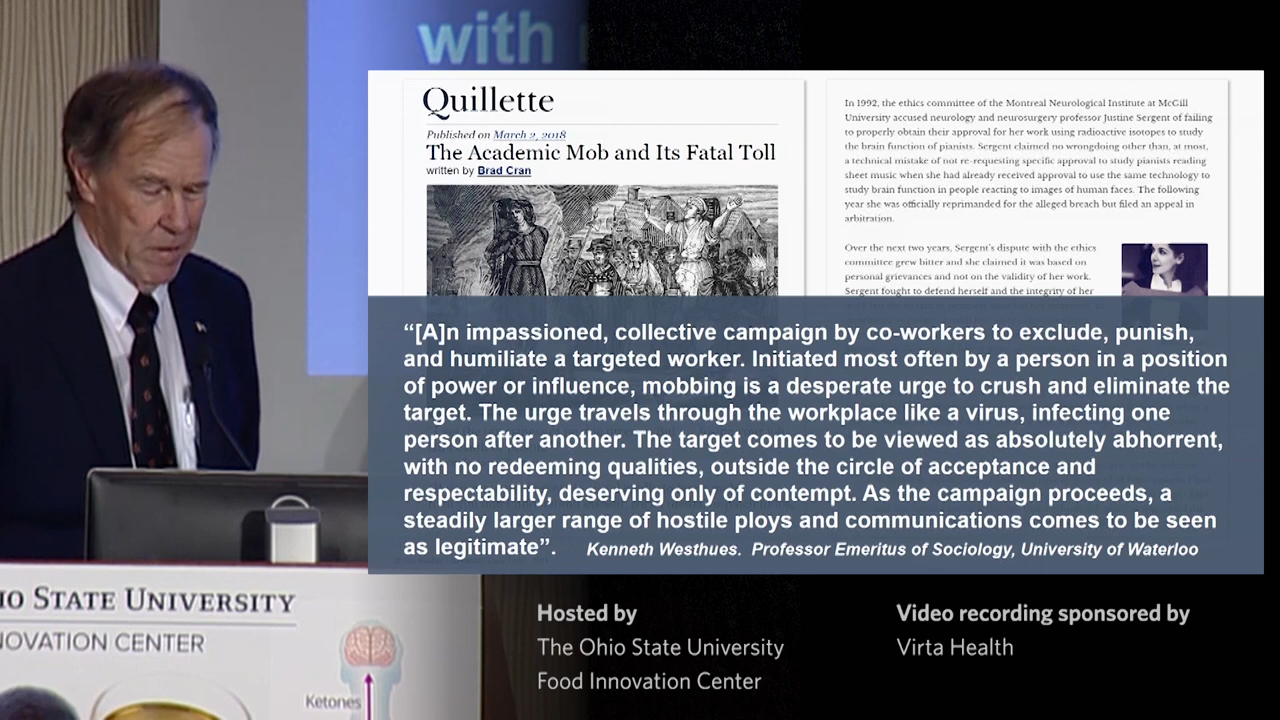 with
Quillette
Published on March 2, 2018
The Academic Mob and Its Fatal Toll
written by Brad Cran
In 1992, the ethics committee of the Montreal Neurological Institute at McGill
University accused neurology and neurosurgery professor Justine Sergent of failing
to properly obtain their approval for her work using radioactive isotopes to study
the brain function of pianists. Sergent claimed no wrongdoing other than, at most,
a technical mistake of not re-requesting specific approval to study pianists reading
sheet music when she had already received approval to use the same technology to
study brain function in people reacting to images of human faces. The following
year she was officially reprimanded for the alleged breach but filed an appeal in
arbitration.
Over the next two years, Sergent's dispute with the ethics
committee grew bitter and she claimed it was based on
personal grievances and not on the validity of her work.
Sergent fought to defend herself and the integrity of her
“[A]n impassioned, collective campaign by co-workers to exclude, punish,
and humiliate a targeted worker. Initiated most often by a person in a position
of power or influence, mobbing is a desperate urge to crush and eliminate the
target. The urge travels through the workplace like a virus, infecting one
person after another. The target comes to be viewed as absolutely abhorrent,
with no redeeming qualities, outside the circle of acceptance and
respectability, deserving only of contempt. As the campaign proceeds, a
steadily larger range of hostile ploys and communications comes to be seen
as legitimate”. Kenneth Westhues. Professor Emeritus of Sociology, University of Waterloo
IO STATE UNIVERSITY
NOVATION CENTER
Ketones
Hosted by
The Ohio State University
Food Innovation Center
Video recording sponsored by
Virta Health